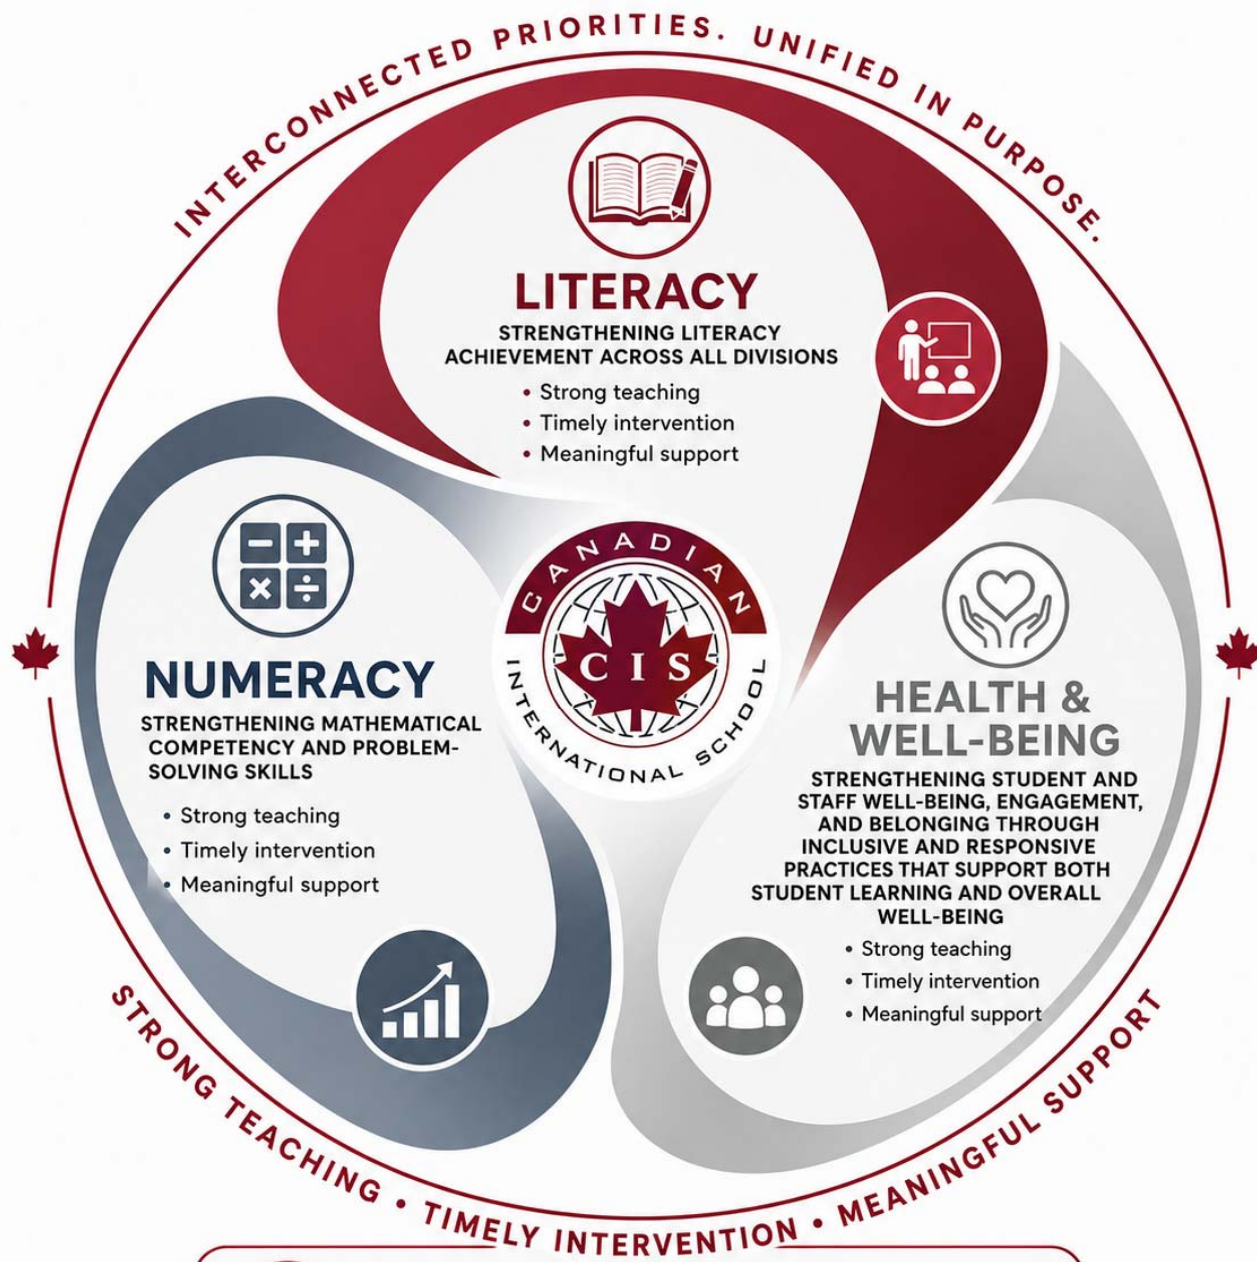 INTERCONNECTED PRIORITIES. UNIFIED IN PURPOSE.
LITERACY
STRENGTHENING LITERACY
ACHIEVEMENT ACROSS ALL DIVISIONS
• Strong teaching
• Timely intervention
• Meaningful support
CANADIAN
CIS
INTERNATIONAL SCHOOL
NUMERACY
STRENGTHENING MATHEMATICAL
COMPETENCY AND PROBLEM-
SOLVING SKILLS
• Strong teaching
• Timely intervention
• Meaningful support
HEALTH &
WELL-BEING
STRENGTHENING STUDENT AND
STAFF WELL-BEING, ENGAGEMENT,
AND BELONGING THROUGH
INCLUSIVE AND RESPONSIVE
PRACTICES THAT SUPPORT BOTH
STUDENT LEARNING AND OVERALL
WELL-BEING
• Strong teaching
• Timely intervention
• Meaningful support
STRONG TEACHING • TIMELY INTERVENTION • MEANINGFUL SUPPORT